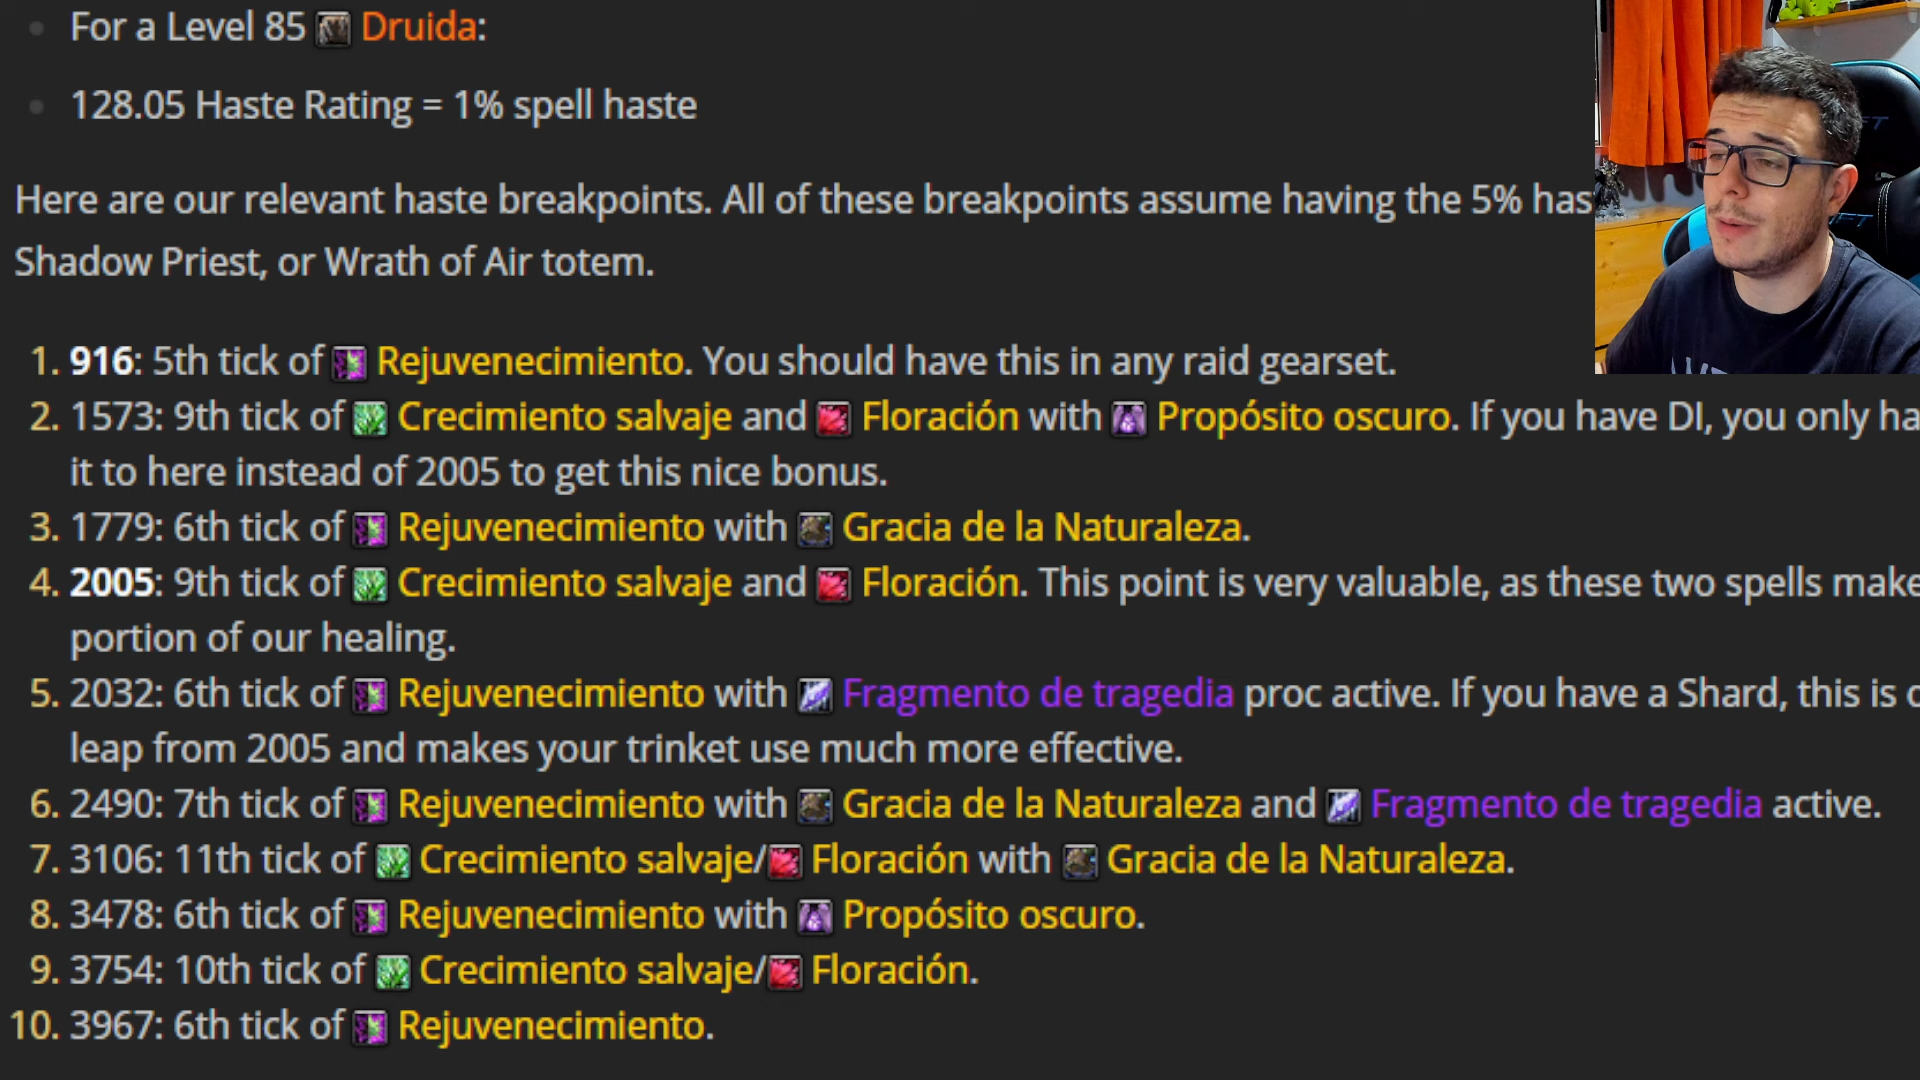 For a Level 85 Druida:
128.05 Haste Rating = 1% spell haste
Here are our relevant haste breakpoints. All of these breakpoints assume having the 5% has
Shadow Priest, or Wrath of Air totem.
1. 916: 5th tick of Rejuvenecimiento. You should have this in any raid gearset.
2. 1573: 9th tick of Crecimiento salvaje and Floración with Propósito oscuro. If you have DI, you only ha
it to here instead of 2005 to get this nice bonus.
3. 1779: 6th tick of Rejuvenecimiento with Gracia de la Naturaleza.
4. 2005: 9th tick of Crecimiento salvaje and Floración. This point is very valuable, as these two spells make
portion of our healing.
5. 2032: 6th tick of Rejuvenecimiento with Fragmento de tragedia proc active. If you have a Shard, this is
leap from 2005 and makes your trinket use much more effective.
6. 2490: 7th tick of Rejuvenecimiento with Gracia de la Naturaleza and Fragmento de tragedia active.
7. 3106: 11th tick of Crecimiento salvaje/Floración with Gracia de la Naturaleza.
8. 3478: 6th tick of Rejuvenecimiento with Propósito oscuro.
9. 3754: 10th tick of Crecimiento salvaje/Floración.
10. 3967: 6th tick of Rejuvenecimiento.